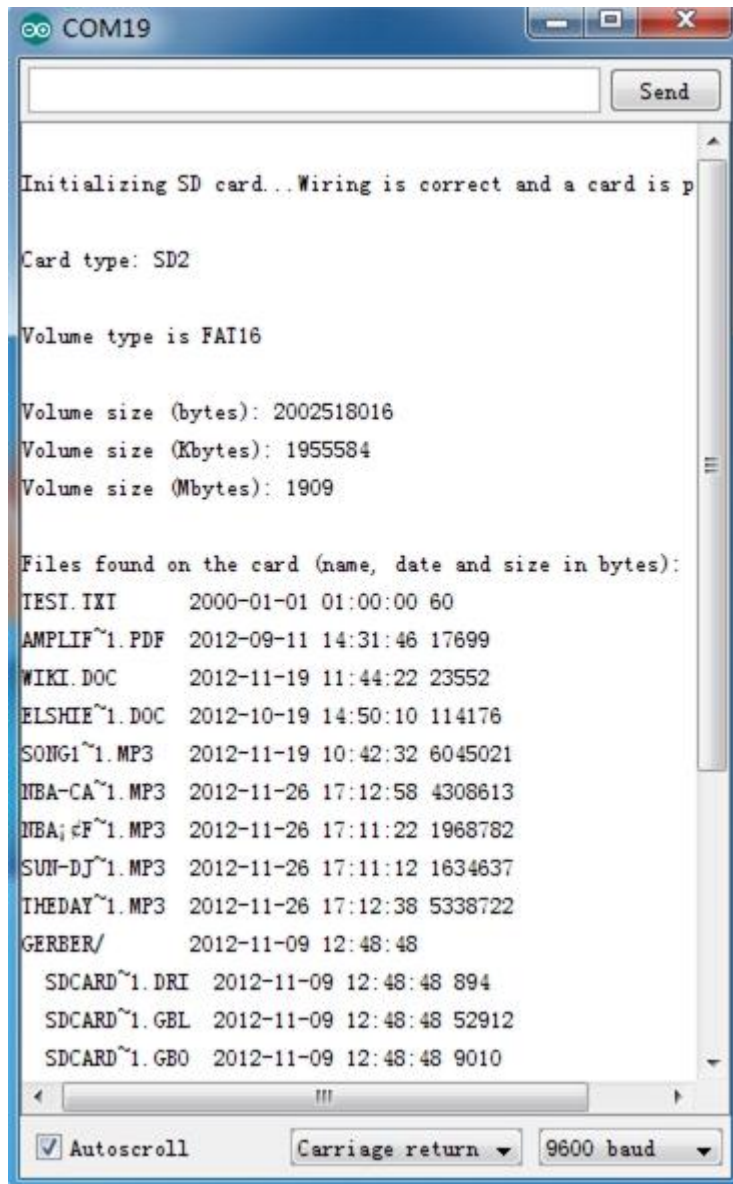 COM19
Send
Initializing SD card...Wiring is correct and a card is p
Card type: SD2
Volume type is FAT16
Volume size (bytes): 2002518016
Volume size (Kbytes): 1955584
Volume size (Mbytes): 1909
Files found on the card (name, date and size in bytes):
TEST.TXT 2000-01-01 01:00:00 60
AMPLIF~1.PDF 2012-09-11 14:31:46 17699
WIKI.DOC 2012-11-19 11:44:22 23552
ELSHIE~1.DOC 2012-10-19 14:50:10 114176
SONG1~1.MP3 2012-11-19 10:42:32 6045021
NBA-CA~1.MP3 2012-11-26 17:12:58 4308613
NBA¡¢F~1.MP3 2012-11-26 17:11:22 1968782
SUN-DJ~1.MP3 2012-11-26 17:11:12 1634637
THEDAY~1.MP3 2012-11-26 17:12:38 5338722
GERBER/ 2012-11-09 12:48:48
SDCARD~1.DRI 2012-11-09 12:48:48 894
SDCARD~1.GBL 2012-11-09 12:48:48 52912
SDCARD~1.GBO 2012-11-09 12:48:48 9010
Autoscroll Carriage return 9600 baud